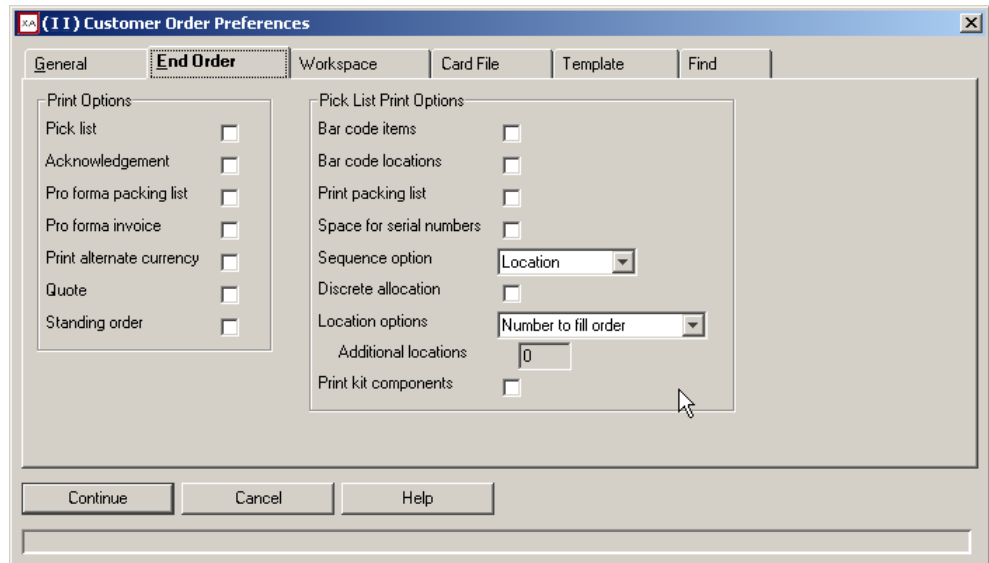 XA (II) Customer Order Preferences
General End Order Workspace Card File Template Find
Print Options
Pick list
Acknowledgement
Pro forma packing list
Pro forma invoice
Print alternate currency
Quote
Standing order
Pick List Print Options
Bar code items
Bar code locations
Print packing list
Space for serial numbers
Sequence option Location
Discrete allocation
Location options Number to fill order
Additional locations 0
Print kit components
Continue Cancel Help